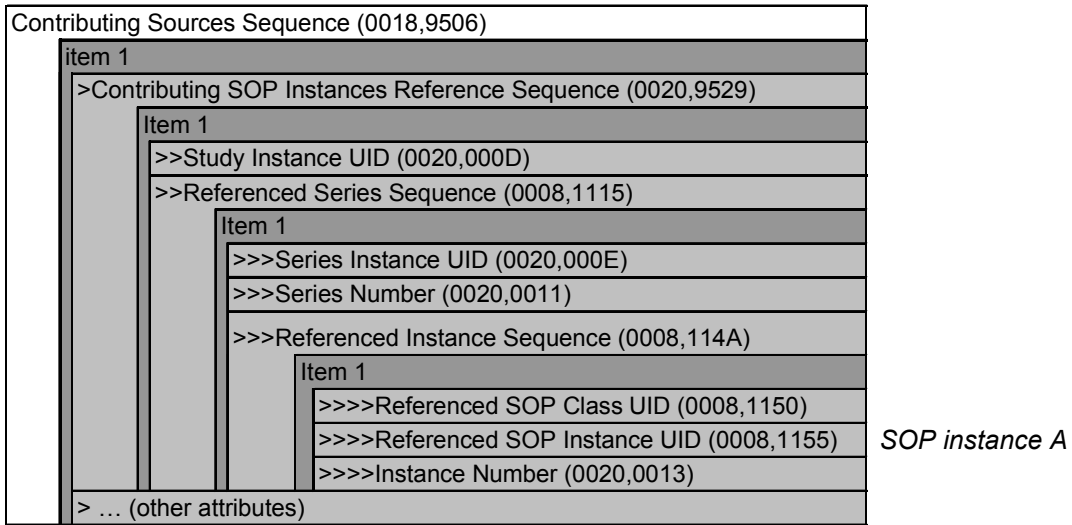 Contributing Sources Sequence (0018,9506)
item 1
>Contributing SOP Instances Reference Sequence (0020,9529)
Item 1
>>Study Instance UID (0020,000D)
>>Referenced Series Sequence (0008,1115)
Item 1
>>>Series Instance UID (0020,000E)
>>>Series Number (0020,0011)
>>>Referenced Instance Sequence (0008,114A)
Item 1
>>>>Referenced SOP Class UID (0008,1150)
>>>>Referenced SOP Instance UID (0008,1155) SOP instance A
>>>>Instance Number (0020,0013)
> … (other attributes)